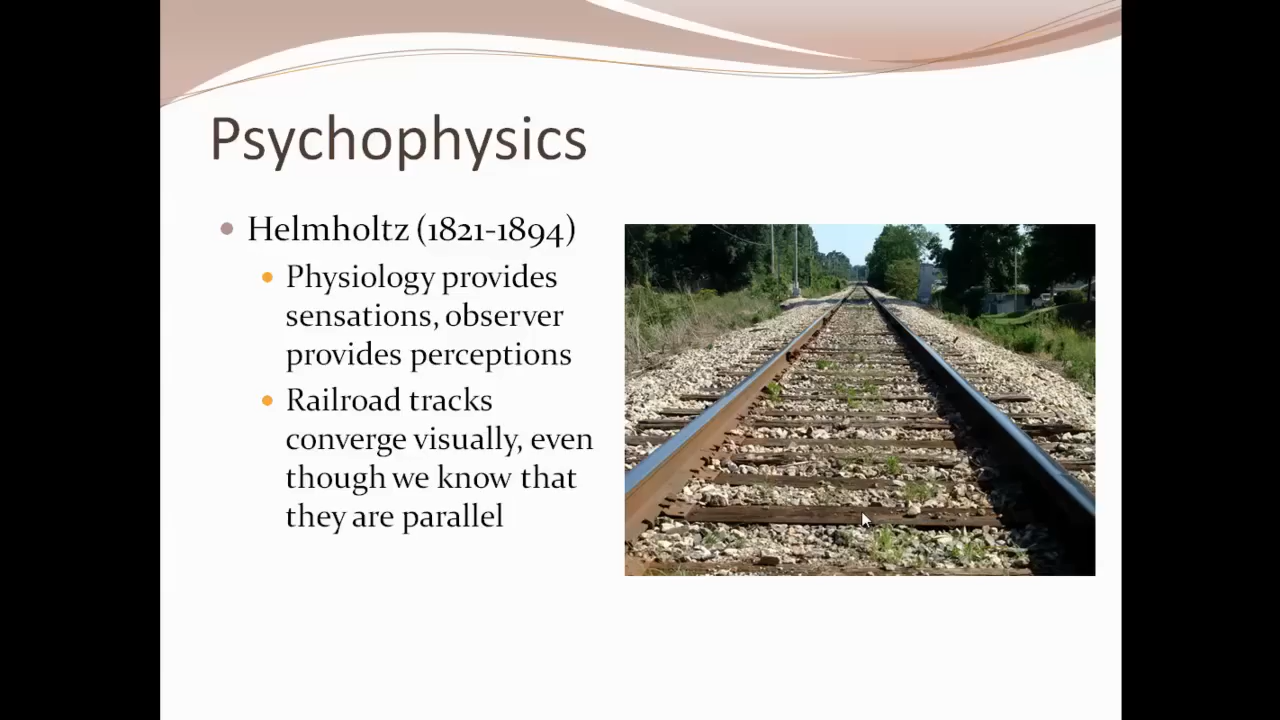 Psychophysics
Helmholtz (1821-1894)
Physiology provides
sensations, observer
provides perceptions
Railroad tracks
converge visually, even
though we know that
they are parallel